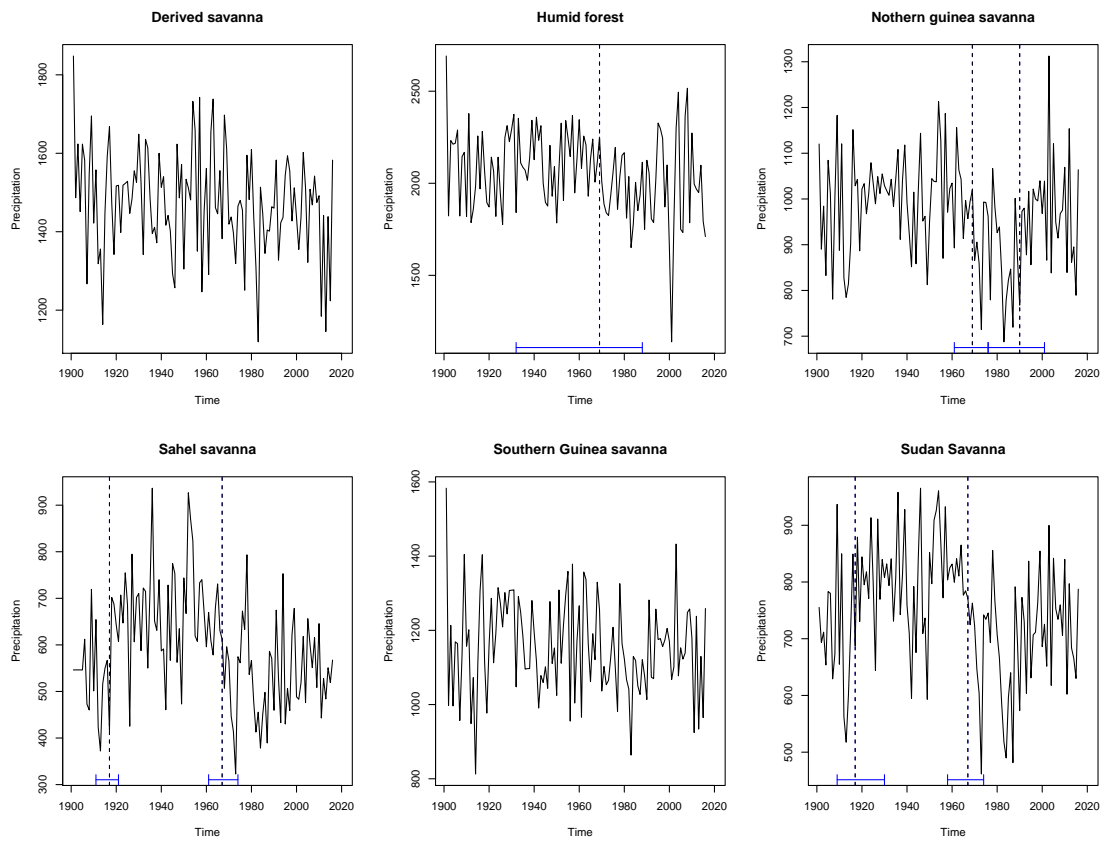 Derived savanna
Humid forest
Nothern guinea savanna
Precipitation
1200 1400 1600 1800
1900 1920 1940 1960 1980 2000 2020
Time
Precipitation
1500 2000 2500
1900 1920 1940 1960 1980 2000 2020
Time
Precipitation
700 800 900 1000 1100 1200 1300
1900 1920 1940 1960 1980 2000 2020
Time
Sahel savanna
Southern Guinea savanna
Sudan Savanna
Precipitation
300 400 500 600 700 800 900
1900 1920 1940 1960 1980 2000 2020
Time
Precipitation
800 1000 1200 1400 1600
1900 1920 1940 1960 1980 2000 2020
Time
Precipitation
500 600 700 800 900
1900 1920 1940 1960 1980 2000 2020
Time